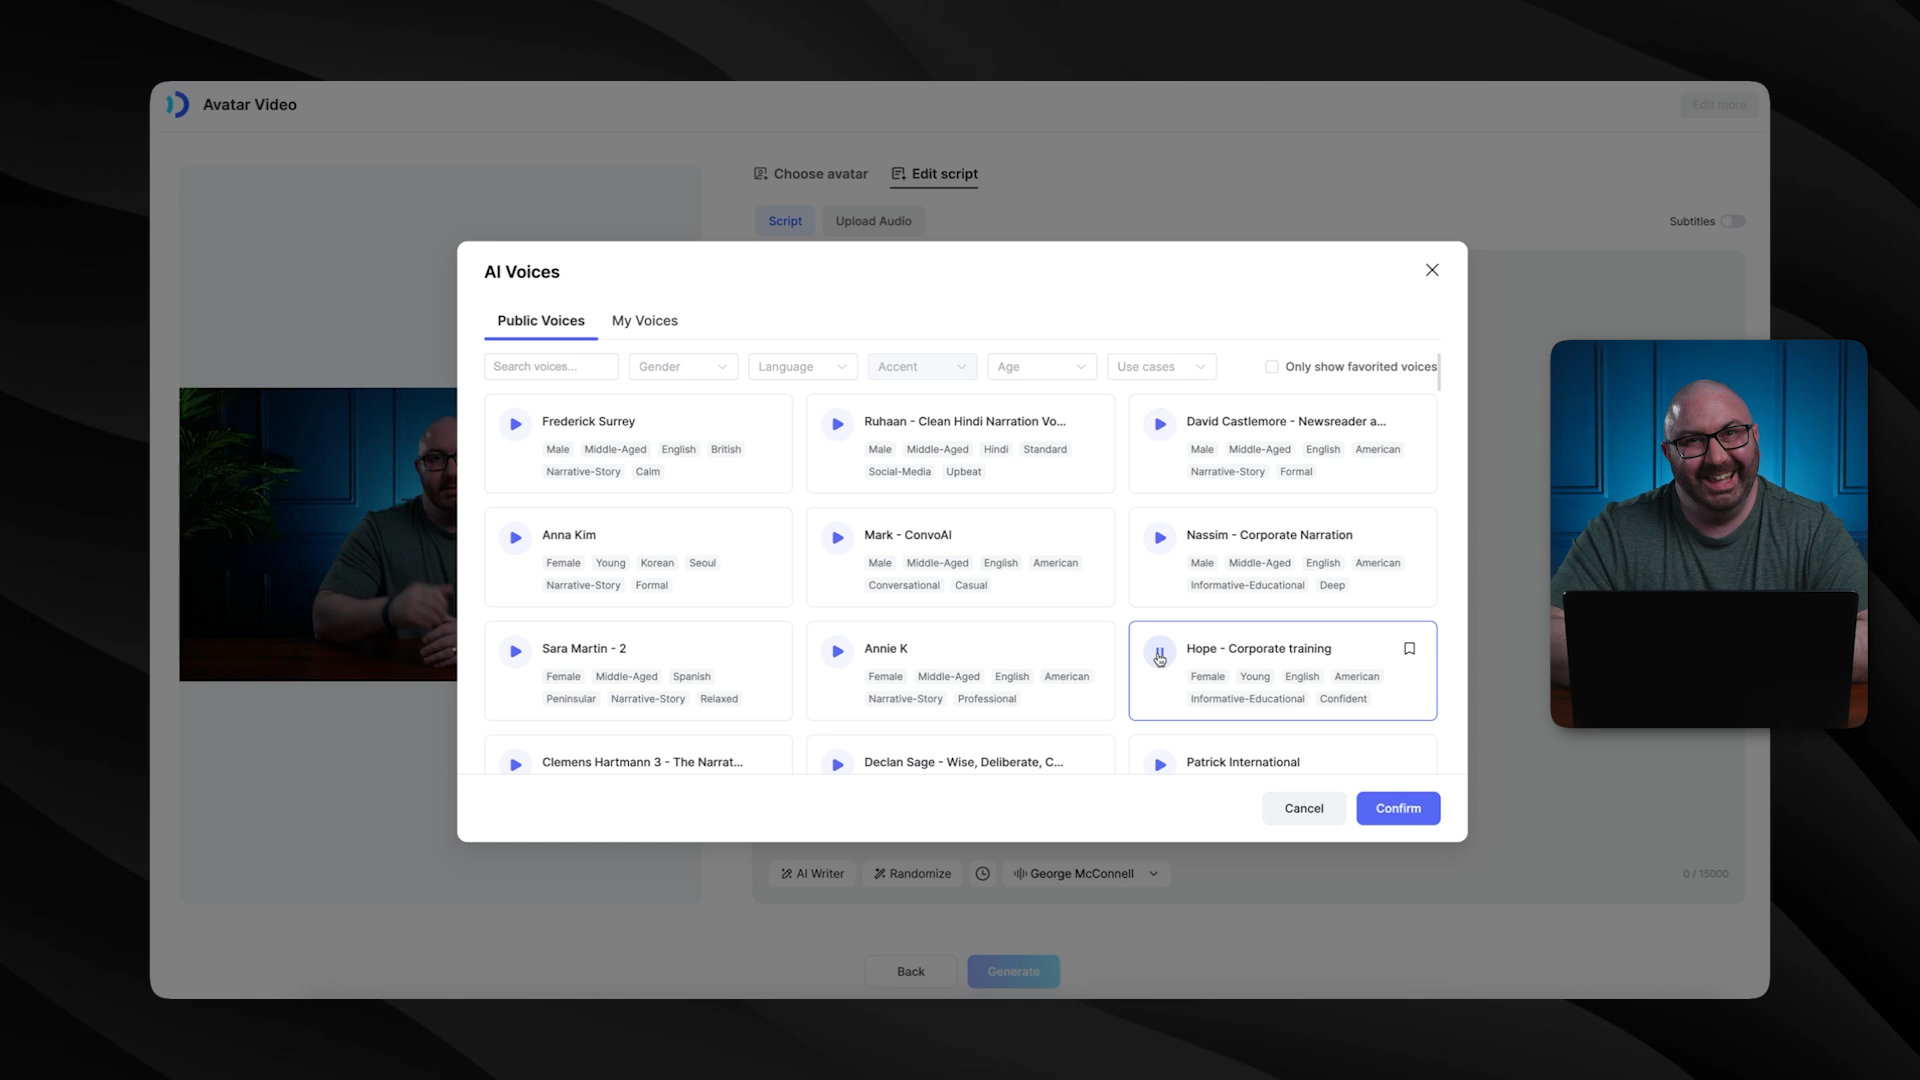 Avatar Video
Edit more
Choose avatar
Edit script
Script
Upload Audio
Subtitles
AI Voices
Public Voices
My Voices
Search voices...
Gender
Language
Accent
Age
Use cases
Only show favorited voices
Frederick Surrey
Male Middle-Aged English British
Narrative-Story Calm
Ruhaan - Clean Hindi Narration Vo...
Male Middle-Aged Hindi Standard
Social-Media Upbeat
David Castlemore - Newsreader a...
Male Middle-Aged English American
Narrative-Story Formal
Anna Kim
Female Young Korean Seoul
Narrative-Story Formal
Mark - ConvoAI
Male Middle-Aged English American
Conversational Casual
Nassim - Corporate Narration
Male Middle-Aged English American
Informative-Educational Deep
Sara Martin - 2
Female Middle-Aged Spanish
Peninsular Narrative-Story Relaxed
Annie K
Female Middle-Aged English American
Narrative-Story Professional
Hope - Corporate training
Female Young English American
Informative-Educational Confident
Clemens Hartmann 3 - The Narrat...
Declan Sage - Wise, Deliberate, C...
Patrick International
Cancel
Confirm
AI Writer
Randomize
George McConnell
0 / 15000
Back
Generate